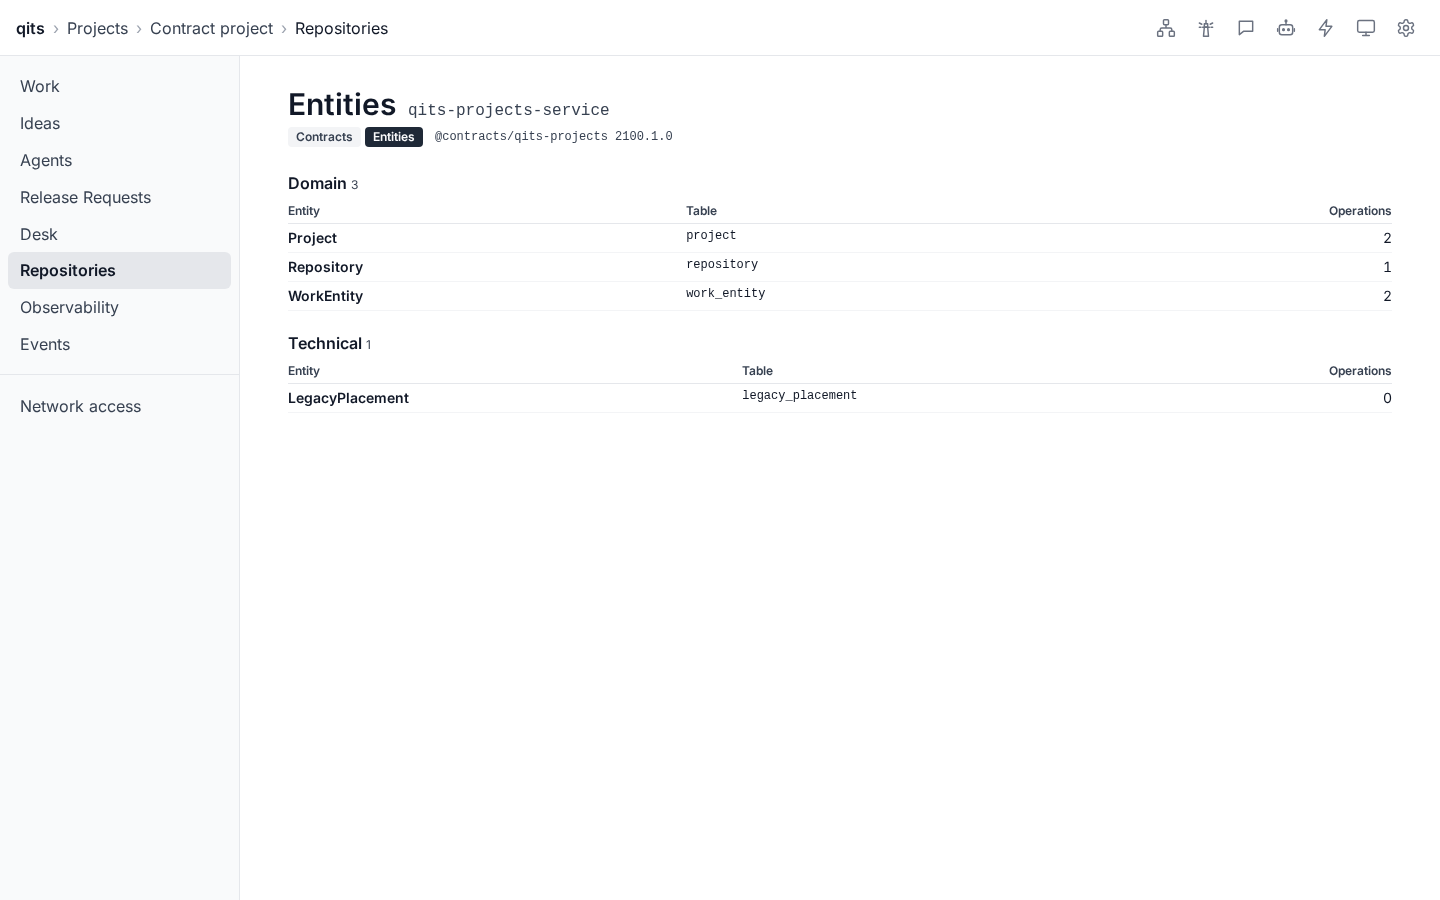 qits › Projects › Contract project › Repositories
Work
Ideas
Agents
Release Requests
Desk
Repositories
Observability
Events
Network access
Entities qits-projects-service
Contracts Entities @contracts/qits-projects 2100.1.0
Domain 3
Entity Table Operations
Project project 2
Repository repository 1
WorkEntity work_entity 2
Technical 1
Entity Table Operations
LegacyPlacement legacy_placement 0